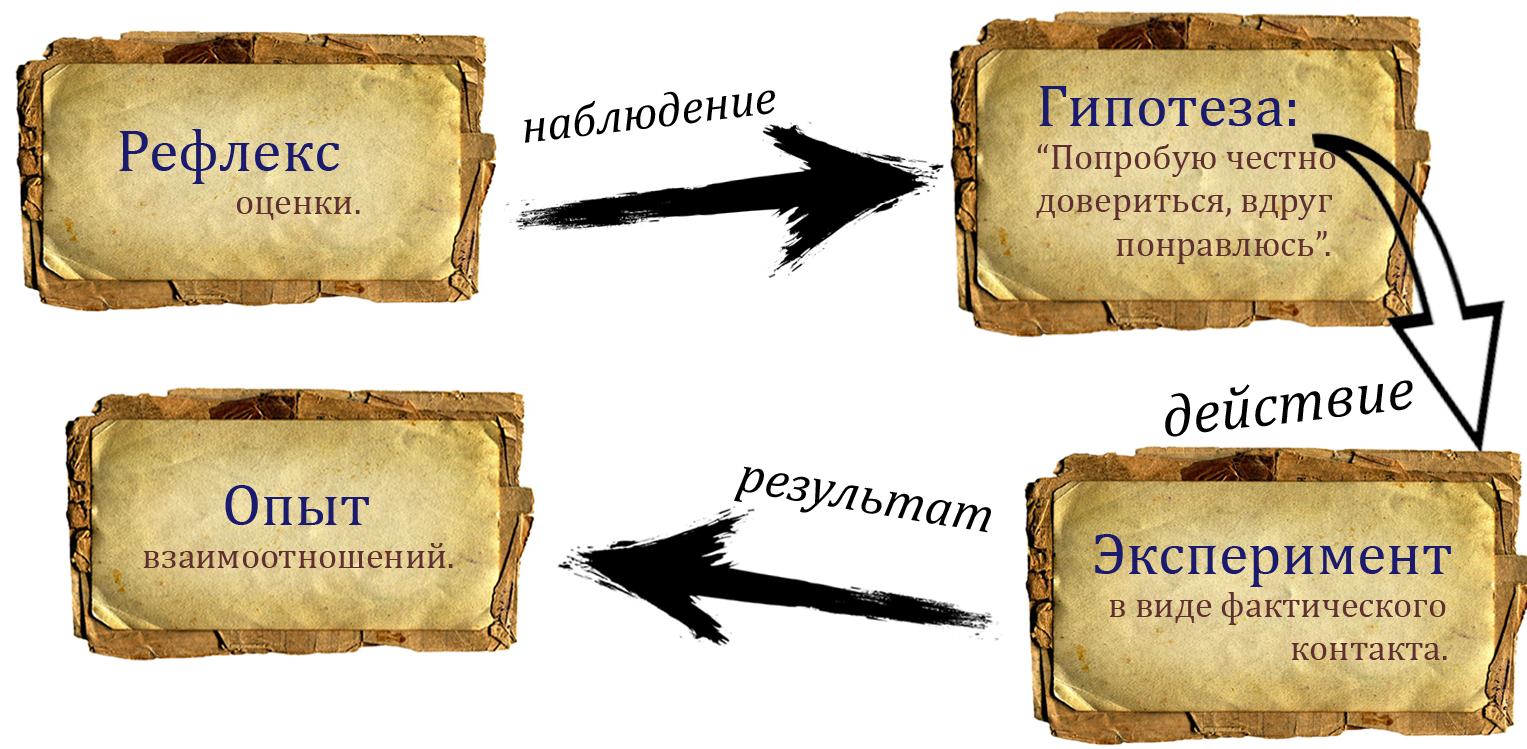 Рефлекс
оценки.
наблюдение
Гипотеза:
“Попробую честно
довериться, вдруг
понравлюсь”.
действие
Эксперимент
в виде фактического
контакта.
результат
Опыт
взаимоотношений.